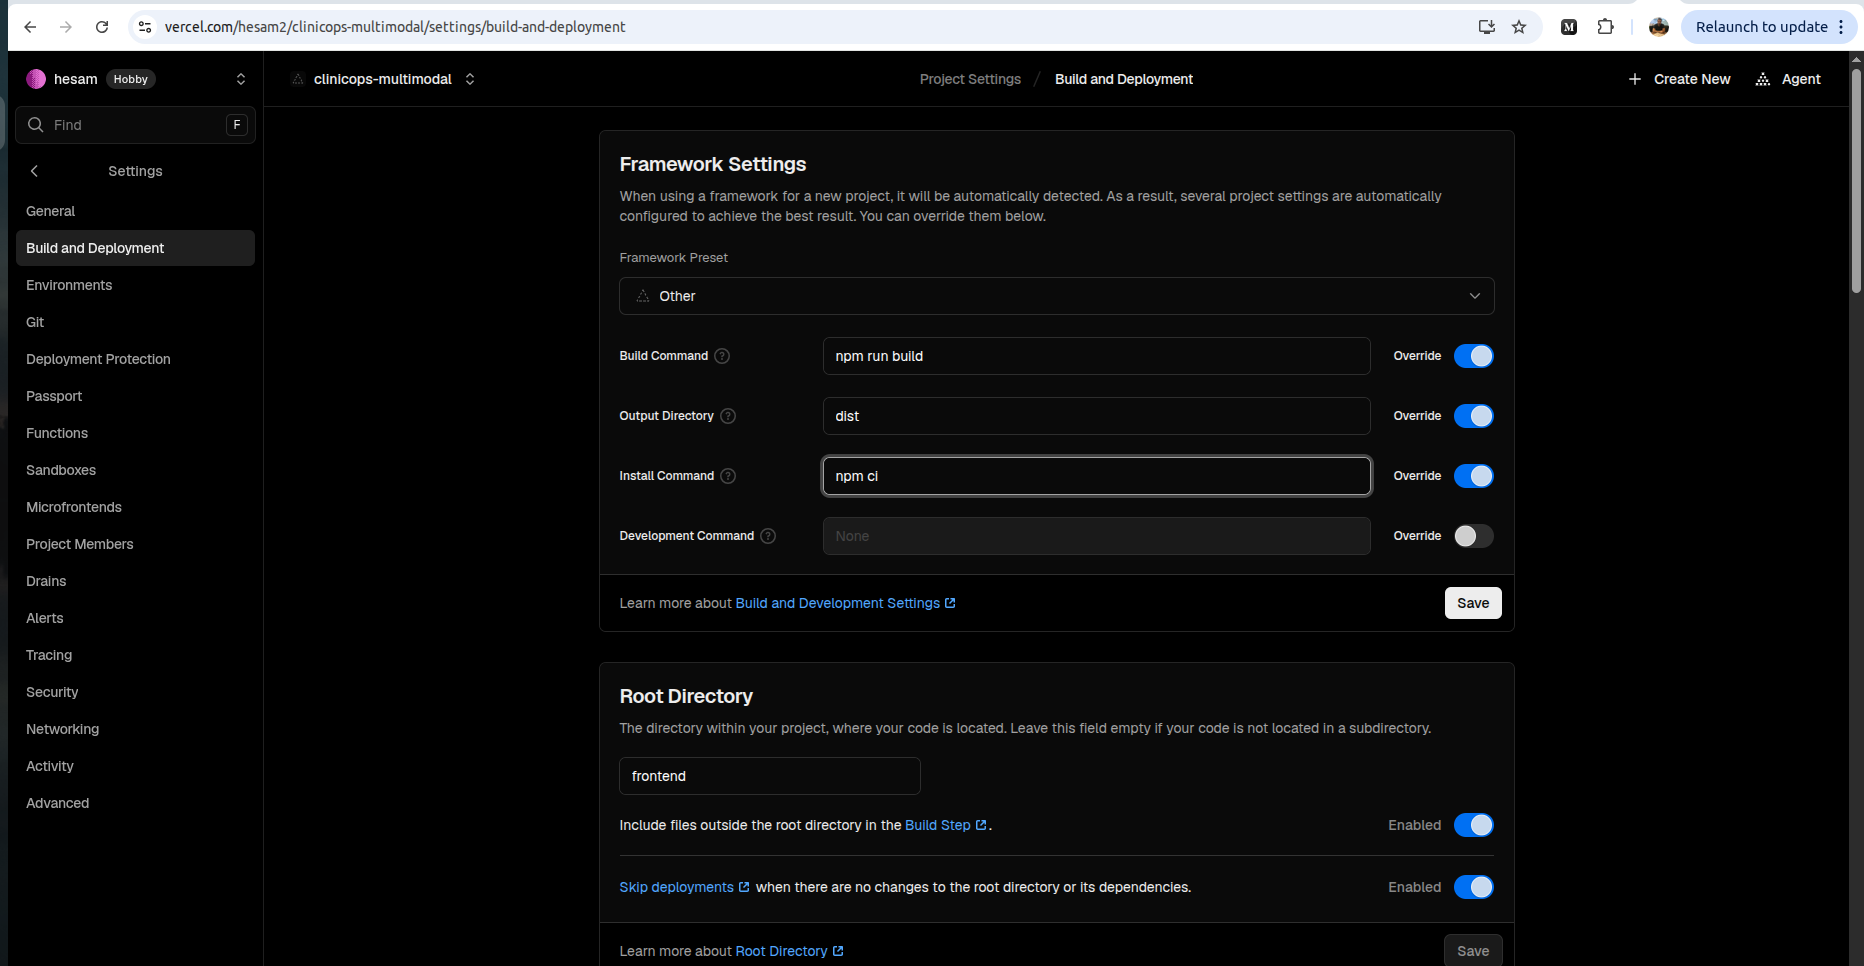 vercel.com/hesam2/clinicops-multimodal/settings/build-and-deployment
M
Relaunch to update
hesam Hobby
clinicops-multimodal
Project Settings / Build and Deployment
Create New
Agent
Find F
Settings
General
Build and Deployment
Environments
Git
Deployment Protection
Passport
Functions
Sandboxes
Microfrontends
Project Members
Drains
Alerts
Tracing
Security
Networking
Activity
Advanced
Framework Settings
When using a framework for a new project, it will be automatically detected. As a result, several project settings are automatically
configured to achieve the best result. You can override them below.
Framework Preset
Other
Build Command ? npm run build Override
Output Directory ? dist Override
Install Command ? npm ci Override
Development Command ? None Override
Learn more about Build and Development Settings
Save
Root Directory
The directory within your project, where your code is located. Leave this field empty if your code is not located in a subdirectory.
frontend
Include files outside the root directory in the Build Step . Enabled
Skip deployments when there are no changes to the root directory or its dependencies. Enabled
Learn more about Root Directory
Save